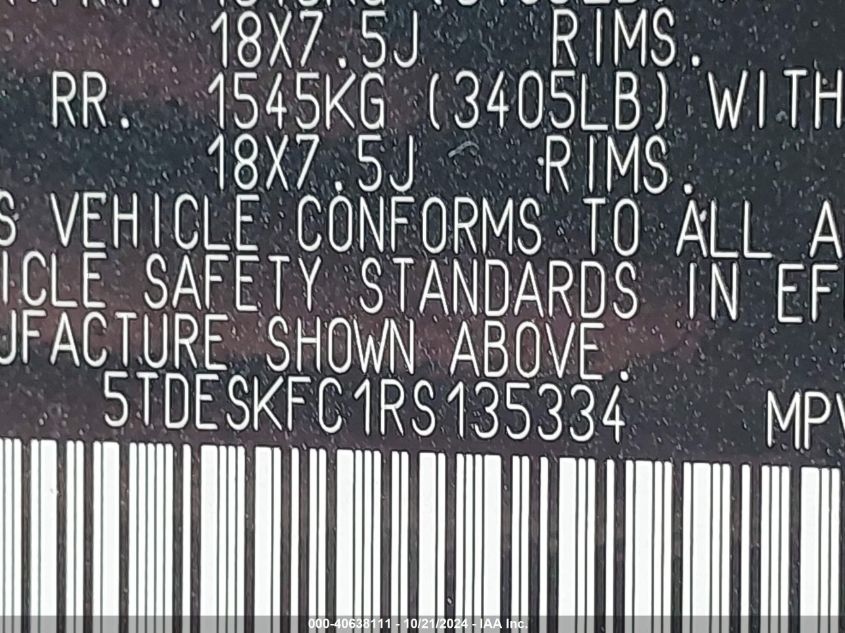 18X7.5J RIMS.
RR. 1545KG (3405LB) WITH
18X7.5J RIMS.
S VEHICLE CONFORMS TO ALL A
ICLE SAFETY STANDARDS IN EF
UFACTURE SHOWN ABOVE.
5TDESKFC1RS135334 MPV
000-40638111 - 10/21/2024 - IAA Inc.